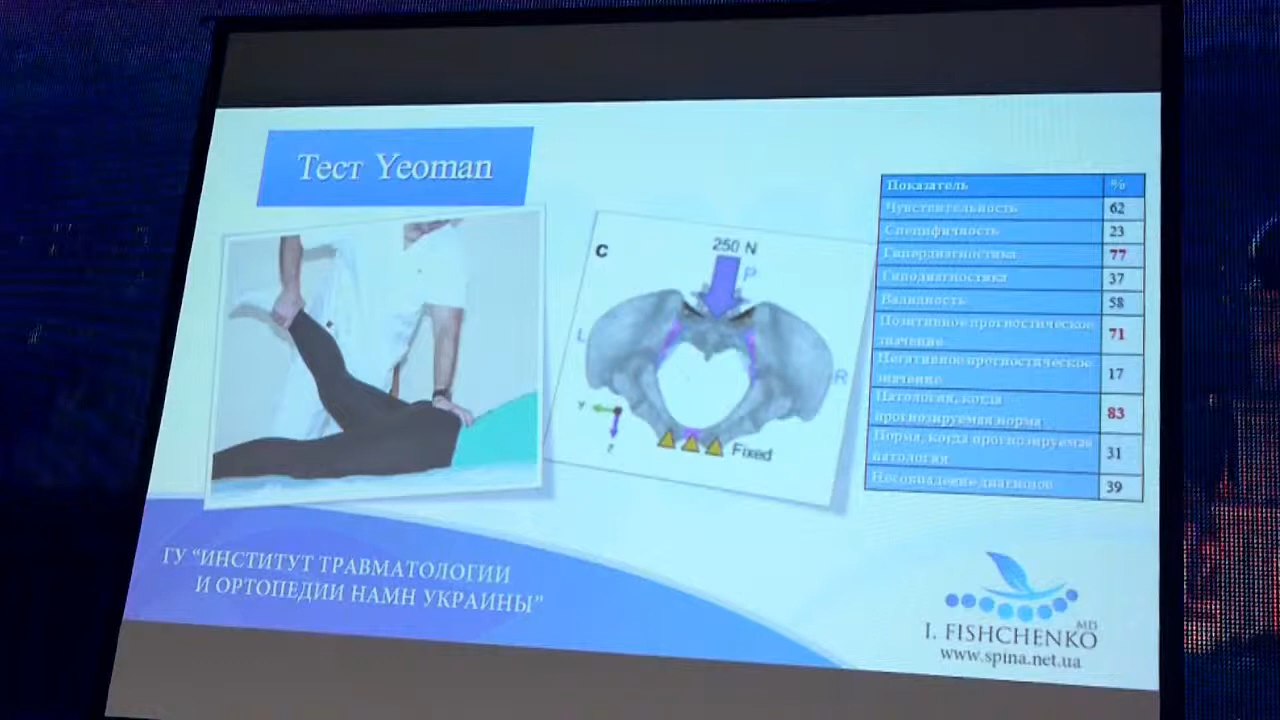 Тест Yeoman
C
250 N
P
L
R
Y
Z
Fixed
Показатель %
Чувствительность 62
Специфичность 23
Гипердиагностика 77
Гиподиагностика 37
Валидность 58
Позитивное прогностическое
значение 71
Негативное прогностическое
значение 17
Патология, когда
прогнозируемая норма 83
Норма, когда прогнозируемая
патология 31
Несовпадение диагнозов 39
ГУ “ИНСТИТУТ ТРАВМАТОЛОГИИ
И ОРТОПЕДИИ НАМН УКРАИНЫ”
I. FISHCHENKO MD
www.spina.net.ua